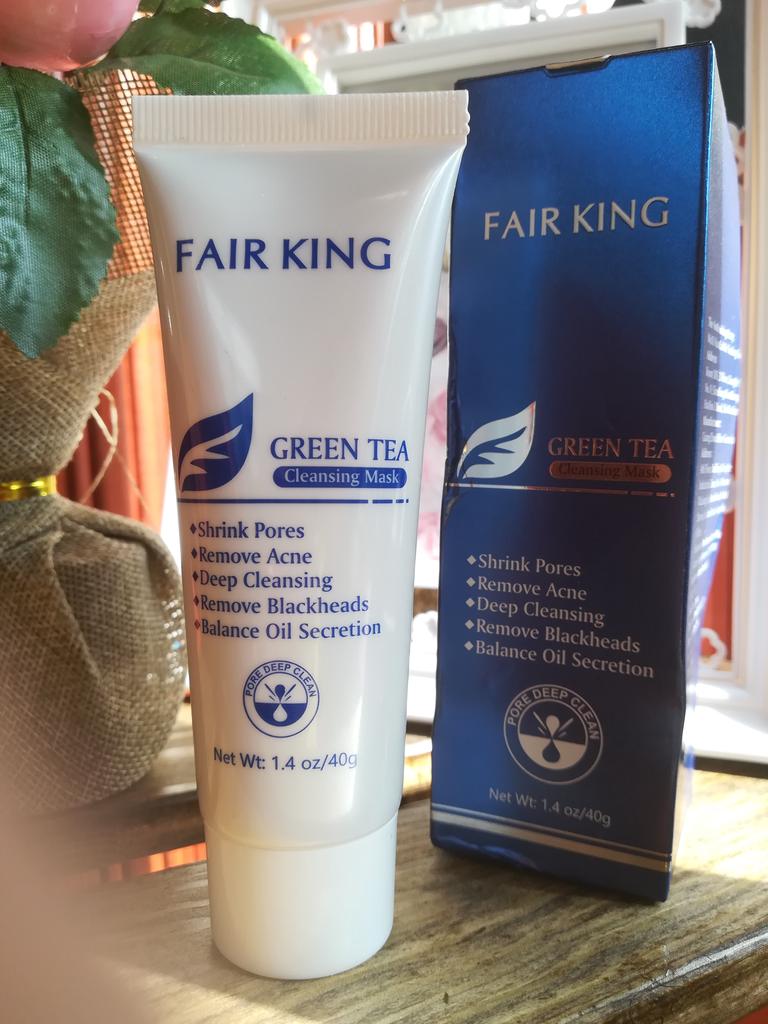 FAIR KING
GREEN TEA
Cleansing Mask
Shrink Pores
Remove Acne
Deep Cleansing
Remove Blackheads
Balance Oil Secretion
PORE DEEP CLEAN
Net Wt: 1.4 oz/40g
FAIR KING
GREEN TEA
Cleansing Mask
Shrink Pores
Remove Acne
Deep Cleansing
Remove Blackheads
Balance Oil Secretion
PORE DEEP CLEAN
Net Wt: 1.4 oz/40g